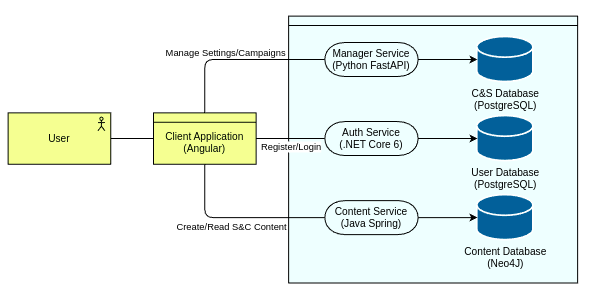 Manage Settings/Campaigns
Manager Service
(Python FastAPI)
C&S Database
(PostgreSQL)
User
Client Application
(Angular)
Register/Login
Auth Service
(.NET Core 6)
User Database
(PostgreSQL)
Create/Read S&C Content
Content Service
(Java Spring)
Content Database
(Neo4J)